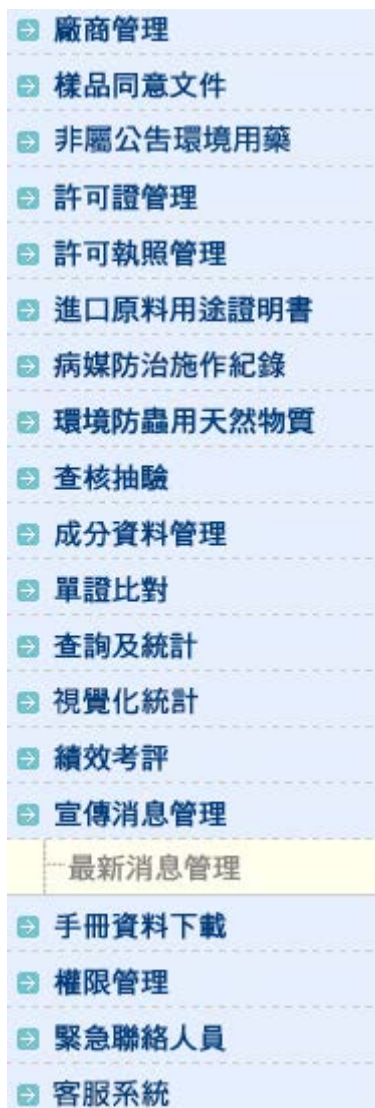 廠商管理
樣品同意文件
非屬公告環境用藥
許可證管理
許可執照管理
進口原料用途證明書
病媒防治施作紀錄
環境防蟲用天然物質
查核抽驗
成分資料管理
單證比對
查詢及統計
視覺化統計
績效考評
宣傳消息管理
最新消息管理
手冊資料下載
權限管理
緊急聯絡人員
客服系統